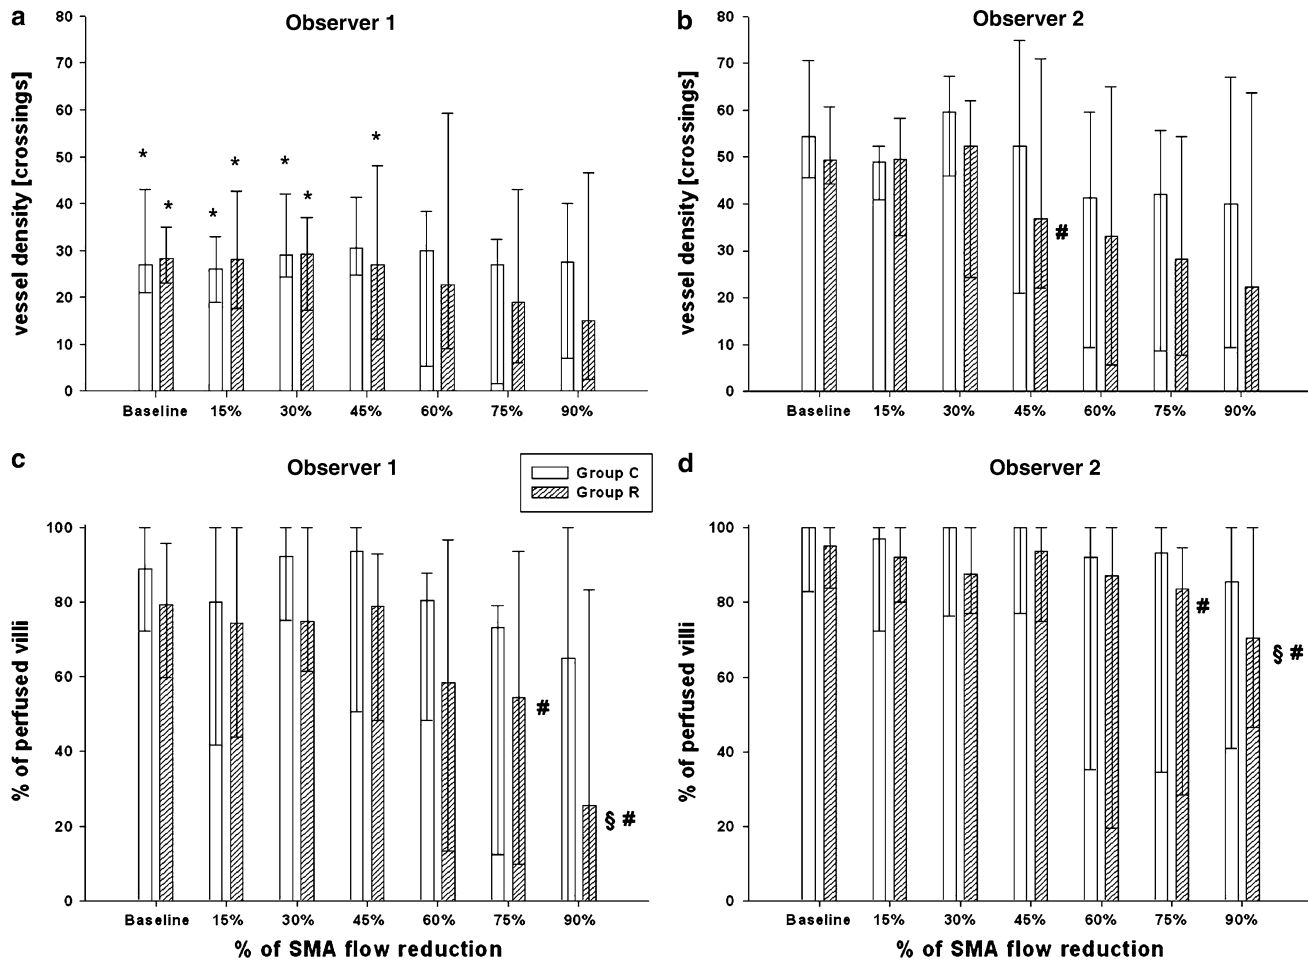 a
Observer 1
vessel density [crossings]
80
70
60
50
40
30
20
10
0
* * * * * * *
Baseline 15% 30% 45% 60% 75% 90%
b
Observer 2
vessel density [crossings]
80
70
60
50
40
30
20
10
0
#
Baseline 15% 30% 45% 60% 75% 90%
c
Observer 1
Group C
Group R
% of perfused villi
100
80
60
40
20
0
#
§ #
Baseline 15% 30% 45% 60% 75% 90%
% of SMA flow reduction
d
Observer 2
% of perfused villi
100
80
60
40
20
0
#
§ #
Baseline 15% 30% 45% 60% 75% 90%
% of SMA flow reduction